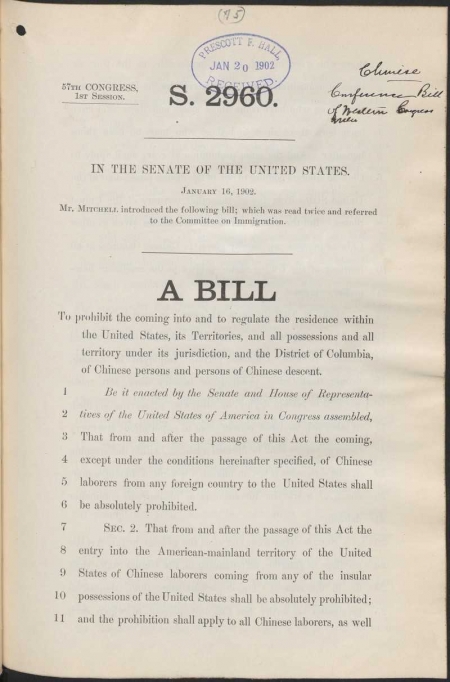 (75)
PRESCOTT F. HALL
JAN 20 1902
RECEIVED.
57TH CONGRESS,
1ST SESSION.
S. 2960.
Chinese
Conference Bill
of Western Congress
IN THE SENATE OF THE UNITED STATES.
JANUARY 16, 1902.
Mr. MITCHELL introduced the following bill; which was read twice and referred
to the Committee on Immigration.
A BILL
To prohibit the coming into and to regulate the residence within
the United States, its Territories, and all possessions and all
territory under its jurisdiction, and the District of Columbia,
of Chinese persons and persons of Chinese descent.
1 Be it enacted by the Senate and House of Representa-
2 tives of the United States of America in Congress assembled,
3 That from and after the passage of this Act the coming,
4 except under the conditions hereinafter specified, of Chinese
5 laborers from any foreign country to the United States shall
6 be absolutely prohibited.
7 SEC. 2. That from and after the passage of this Act the
8 entry into the American-mainland territory of the United
9 States of Chinese laborers coming from any of the insular
10 possessions of the United States shall be absolutely prohibited;
11 and the prohibition shall apply to all Chinese laborers, as well